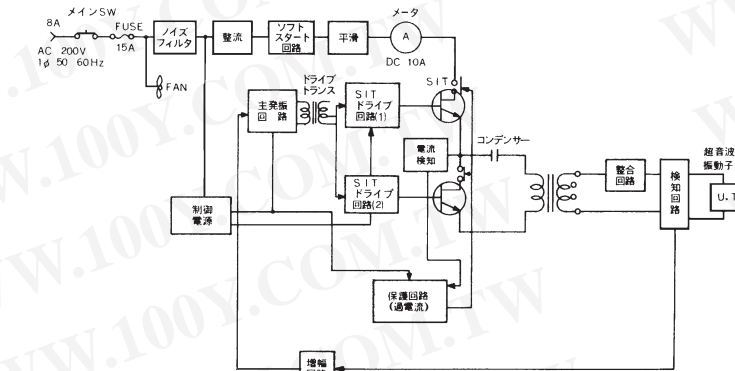 メインSW
8A
FUSE
15A
AC 200V
1φ 50 60Hz
FAN
ノイズ
フィルタ
整流
ソフト
スタート
回路
平滑
メータ
A
DC 10A
SIT
主発振
回路
ドライブ
トランス
SIT
ドライブ
回路(1)
SIT
ドライブ
回路(2)
電流
検知
コンデンサー
整合
回路
検
知
回
路
超音波
振動子
U.T
制御
電源
保護回路
(過電流)
増幅
WW.100Y.COM.TW